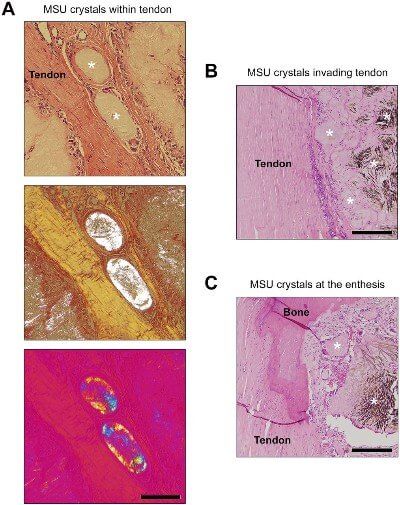 A
MSU crystals within tendon
Tendon
*
*
B
MSU crystals invading tendon
Tendon
*
*
*
*
C
MSU crystals at the enthesis
Bone
*
*
Tendon